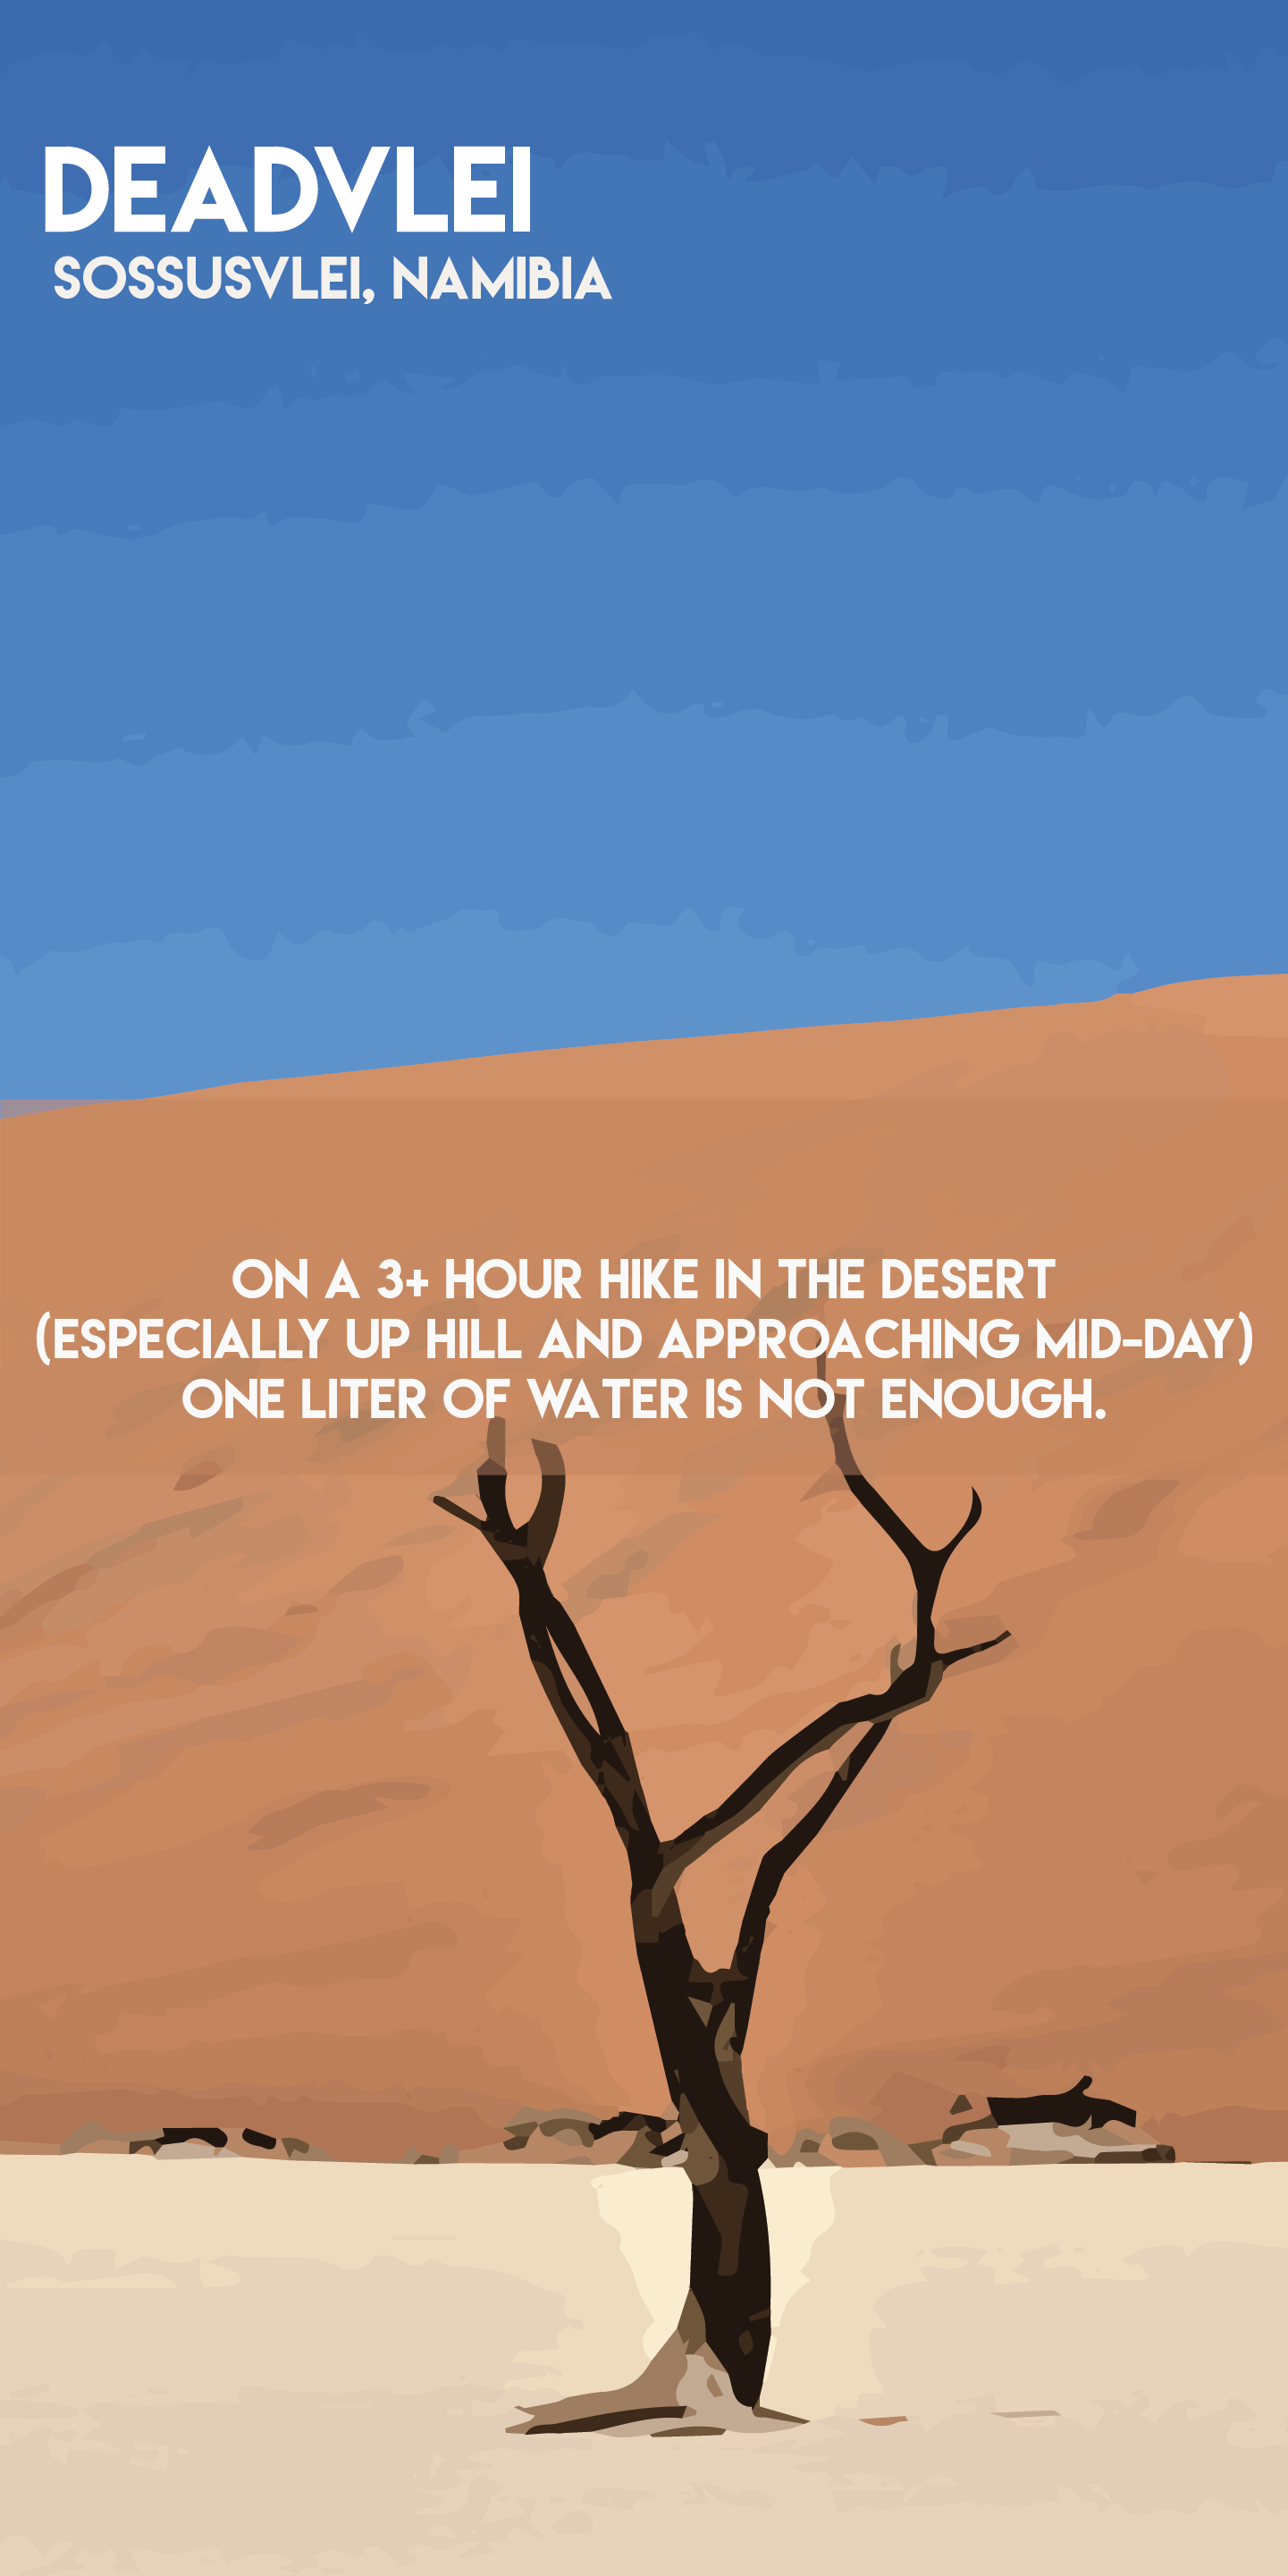 DEADVLEI
SOSSUSVLEI, NAMIBIA
ON A 3+ HOUR HIKE IN THE DESERT
(ESPECIALLY UP HILL AND APPROACHING MID-DAY)
ONE LITER OF WATER IS NOT ENOUGH.